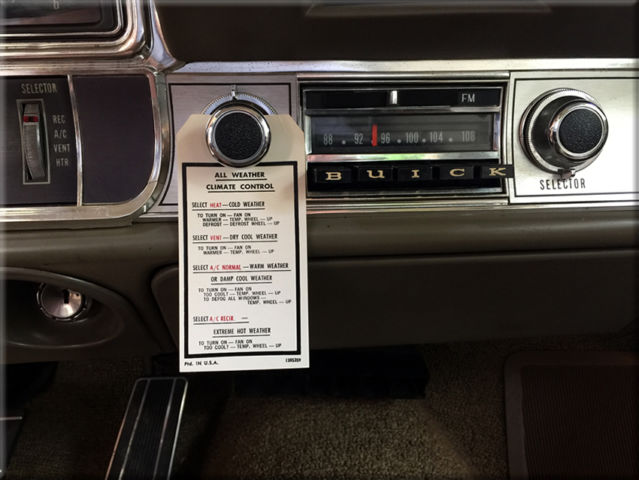 SELECTOR
REC
A/C
VENT
HTR
FM
88 92 96 100 104 108
BUICK
SELECTOR
ALL WEATHER
CLIMATE CONTROL
SELECT HEAT — COLD WEATHER
TO TURN ON — FAN ON
WARMER — TEMP. WHEEL — UP
DEFROST — DEFROST WHEEL — UP
SELECT VENT — DRY COOL WEATHER
TO TURN ON — FAN ON
WARMER — TEMP. WHEEL — UP
SELECT A/C NORMAL — WARM WEATHER
OR DAMP COOL WEATHER
TO TURN ON — FAN ON
TOO COOL? — TEMP. WHEEL — UP
TO DEFOG ALL WINDOWS —
TEMP. WHEEL — UP
SELECT A/C RECIR. —
EXTREME HOT WEATHER
TO TURN ON — FAN ON
TOO COOL? — TEMP. WHEEL — UP
Ptd. IN U.S.A.